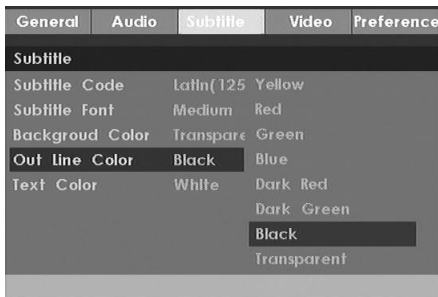 General Audio Subtitle Video Preference
Subtitle
Subtitle Code Latin(125 Yellow
Subtitle Font Medium Red
Backgroud Color Transpare Green
Out Line Color Black Blue
Text Color White Dark Red
Dark Green
Black
Transparent